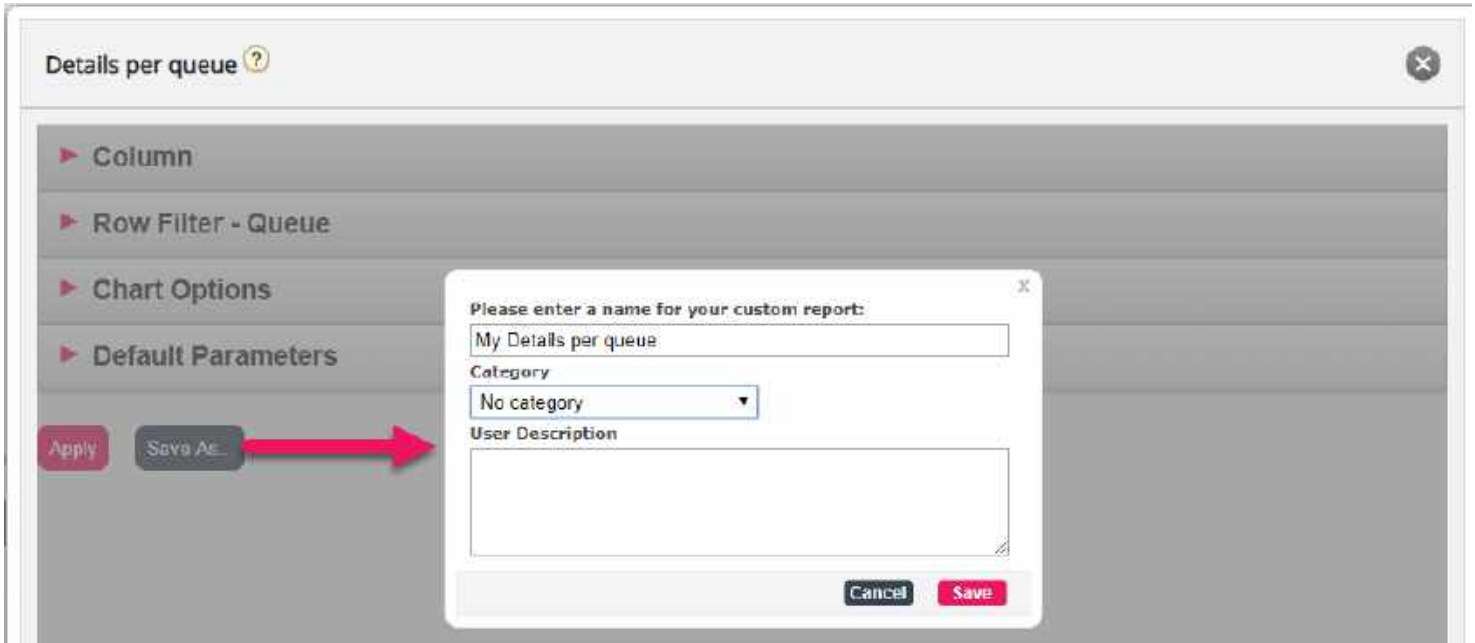 Details per queue ?
Column
Row Filter - Queue
Chart Options
Default Parameters
Apply Save As...
x
Please enter a name for your custom report:
My Details per queue
Category
No category
User Description
Cancel Save